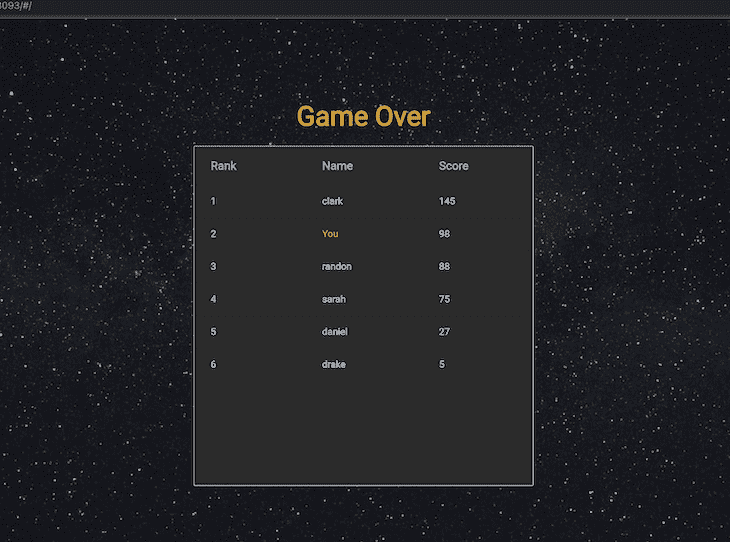 3093/#/
Game Over
Rank Name Score
1 clark 145
2 You 98
3 randon 88
4 sarah 75
5 daniel 27
6 drake 5